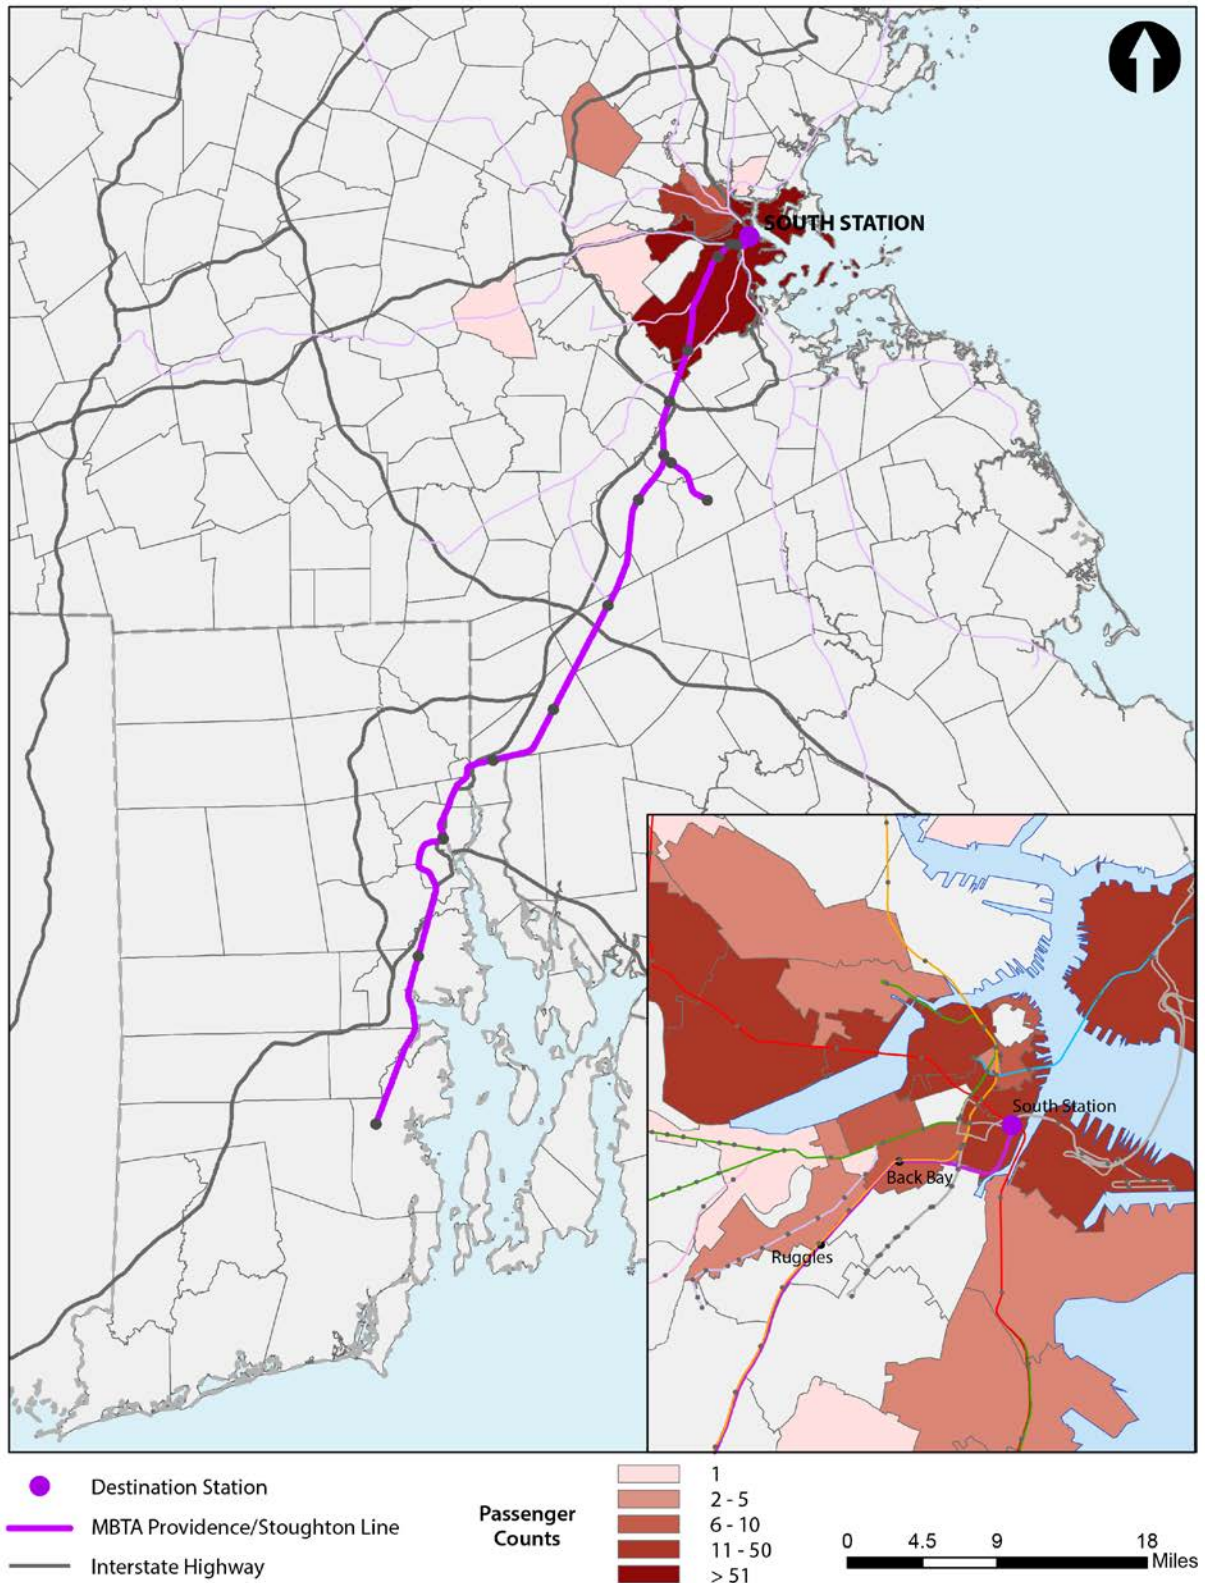 SOUTH STATION
South Station
Back Bay
Ruggles
Destination Station
MBTA Providence/Stoughton Line
Interstate Highway
Passenger
Counts
1
2 - 5
6 - 10
11 - 50
> 51
0 4.5 9 18
Miles